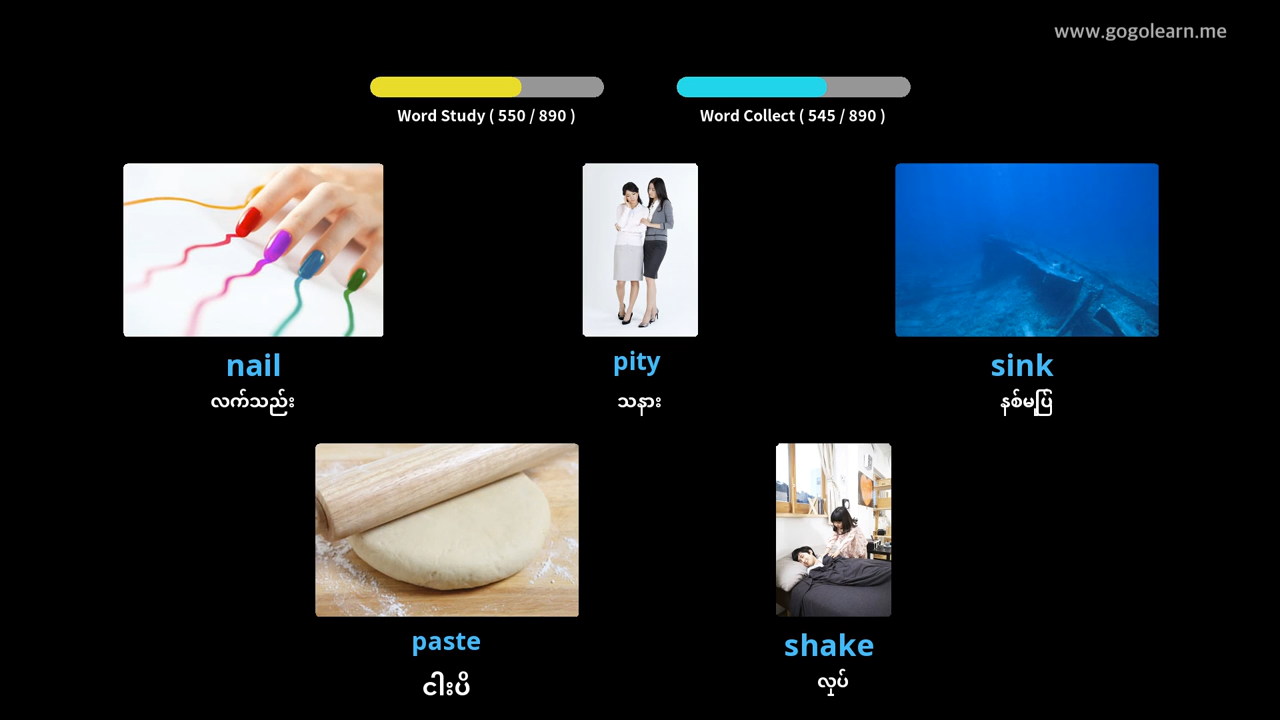 www.gogolearn.me
Word Study ( 550 / 890 )
Word Collect ( 545 / 890 )
nail
လက်သည်း
pity
သနား
sink
နစ်မြုပ်
paste
ငါးပိ
shake
လှုပ်